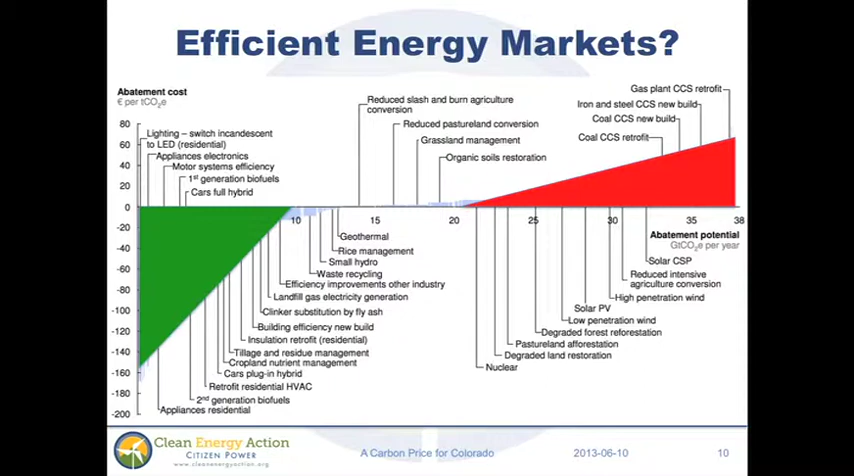 Efficient Energy Markets?
Abatement cost
€ per tCO2e
80
60
40
20
0
-20
-40
-60
-80
-100
-120
-140
-160
-180
-200
Lighting – switch incandescent
to LED (residential)
Appliances electronics
Motor systems efficiency
1st generation biofuels
Cars full hybrid
Reduced slash and burn agriculture
conversion
Reduced pastureland conversion
Grassland management
Organic soils restoration
Gas plant CCS retrofit
Iron and steel CCS new build
Coal CCS new build
Coal CCS retrofit
10
15
20
25
30
35
38
Abatement potential
GtCO2e per year
Geothermal
Rice management
Small hydro
Waste recycling
Efficiency improvements other industry
Landfill gas electricity generation
Clinker substitution by fly ash
Building efficiency new build
Insulation retrofit (residential)
Tillage and residue management
Cropland nutrient management
Cars plug-in hybrid
Retrofit residential HVAC
2nd generation biofuels
Appliances residential
Solar CSP
Reduced intensive
agriculture conversion
High penetration wind
Solar PV
Low penetration wind
Degraded forest reforestation
Pastureland afforestation
Degraded land restoration
Nuclear
Clean Energy Action
CITIZEN POWER
www.cleanenergyaction.org
A Carbon Price for Colorado
2013-06-10
10